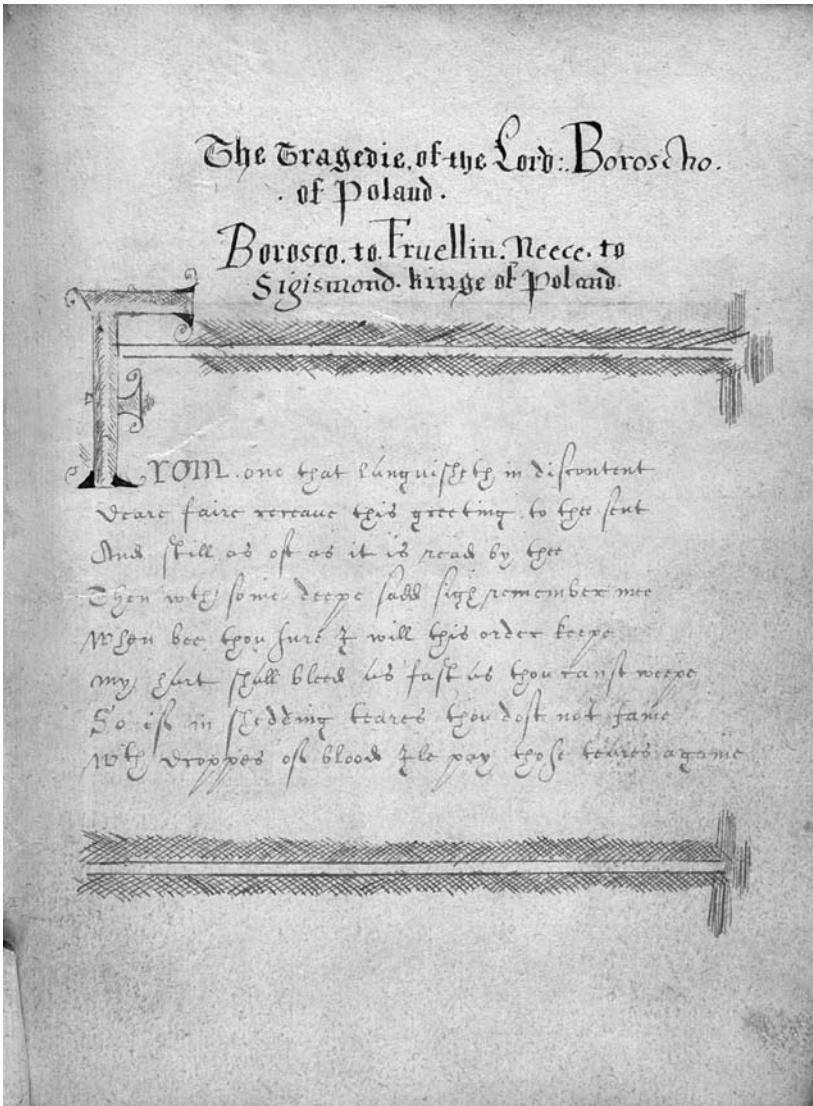 The Tragedie. of the Lord: Boroscho.
. of Poland.
Borosco. to. Fruellin: Neece. to
Sigismond. kinge of Poland.
From. one that languisheth in discontent
Deare faire receaue this greeting to thee sent
And still as oft as it is read by thee
Then wth some deepe sadd sigh remember mee
When bee thou sure I will this order keepe
my hart shall bleed as fast as thou canst weepe
So if in shedding teares thou dost not faine
Wth droppes of blood Ile pay those teares againe